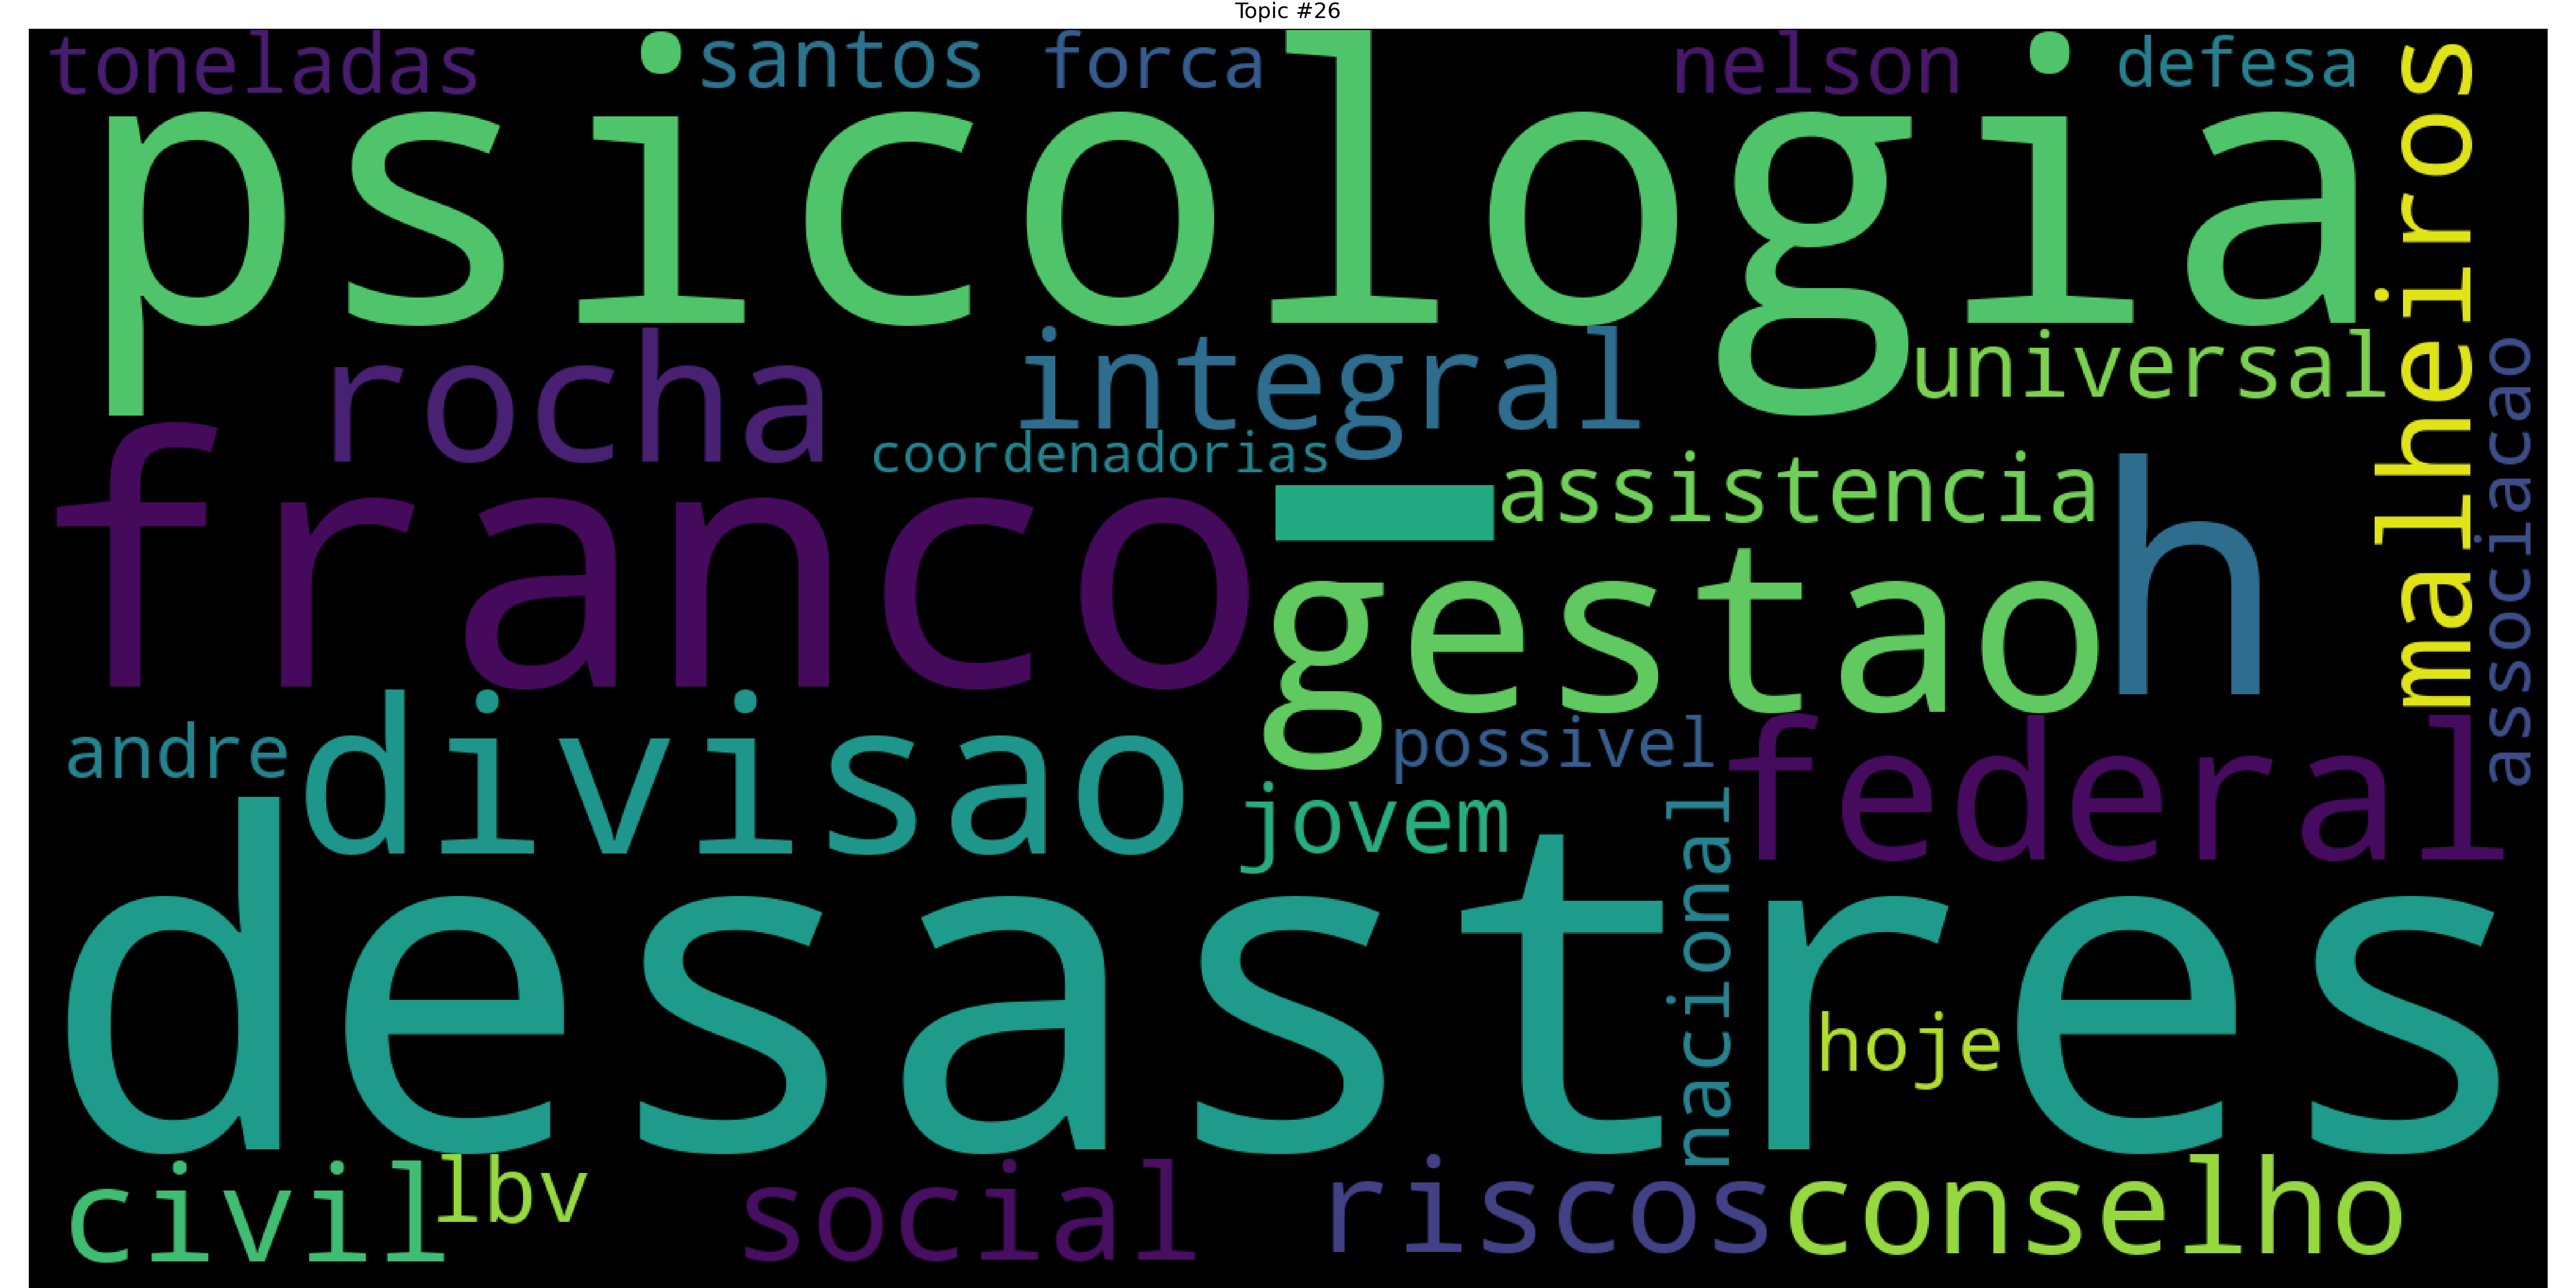 Topic #26
toneladas
santos
forca
nelson
defesa
psicologia
malheiros
rocha
integral
universal
associacao
coordenadorias
franco
assistencia
h
gestao
andre
divisao
possivel
federal
jovem
nacional
desastres
hoje
civil
lbv
social
riscos
conselho